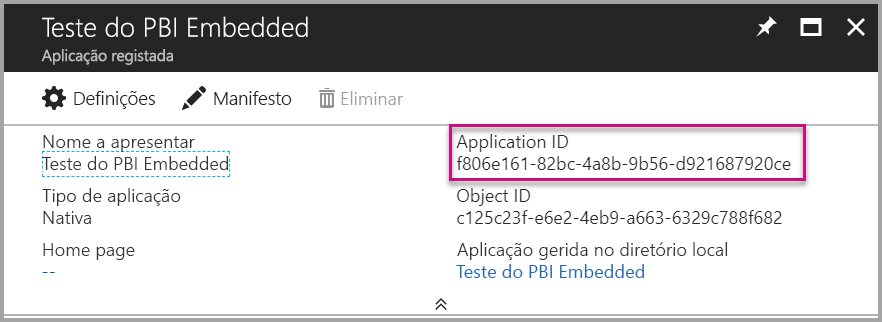 Teste do PBI Embedded
Aplicação registada
Definições
Manifesto
Eliminar
Nome a apresentar
Teste do PBI Embedded
Application ID
f806e161-82bc-4a8b-9b56-d921687920ce
Tipo de aplicação
Nativa
Object ID
c125c23f-e6e2-4eb9-a663-6329c788f682
Home page
--
Aplicação gerida no diretório local
Teste do PBI Embedded